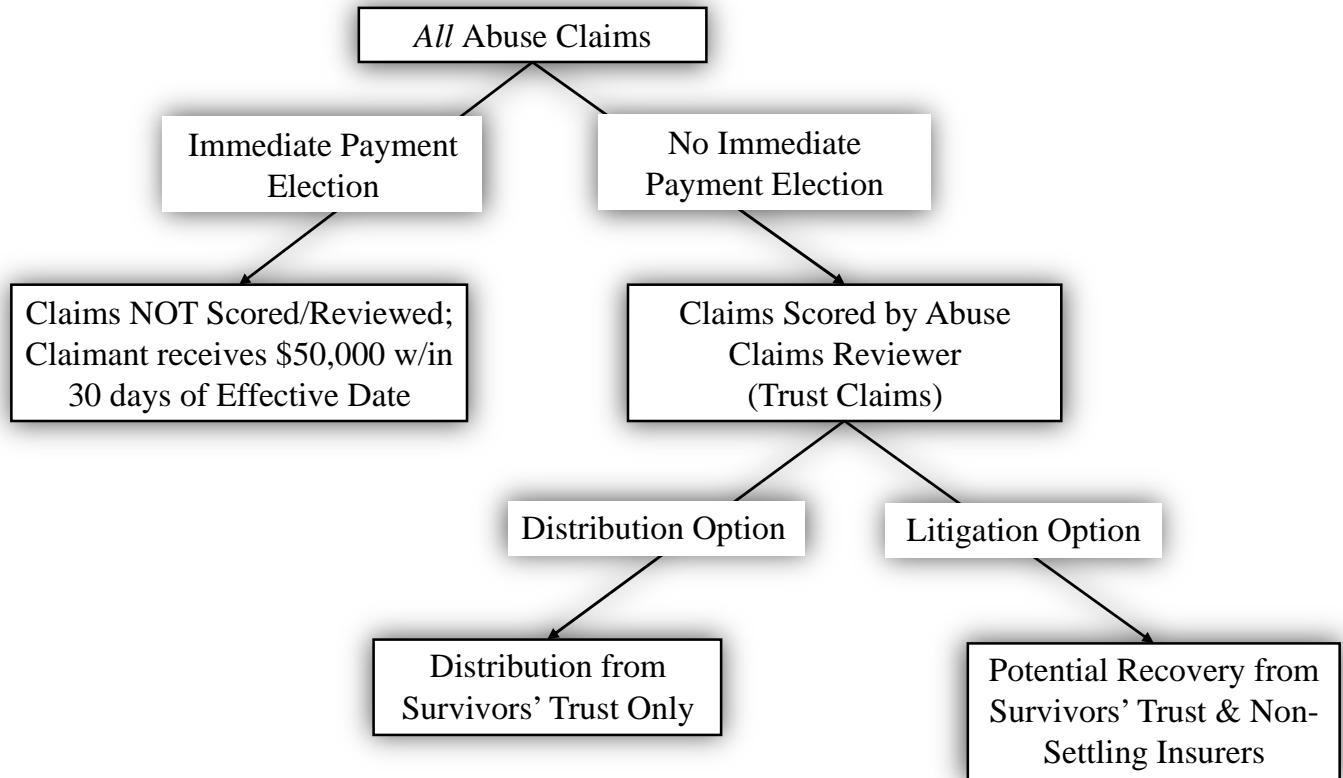 All Abuse Claims
Immediate Payment
Election
No Immediate
Payment Election
Claims NOT Scored/Reviewed;
Claimant receives $50,000 w/in
30 days of Effective Date
Claims Scored by Abuse
Claims Reviewer
(Trust Claims)
Distribution Option
Litigation Option
Distribution from
Survivors’ Trust Only
Potential Recovery from
Survivors’ Trust & Non-
Settling Insurers